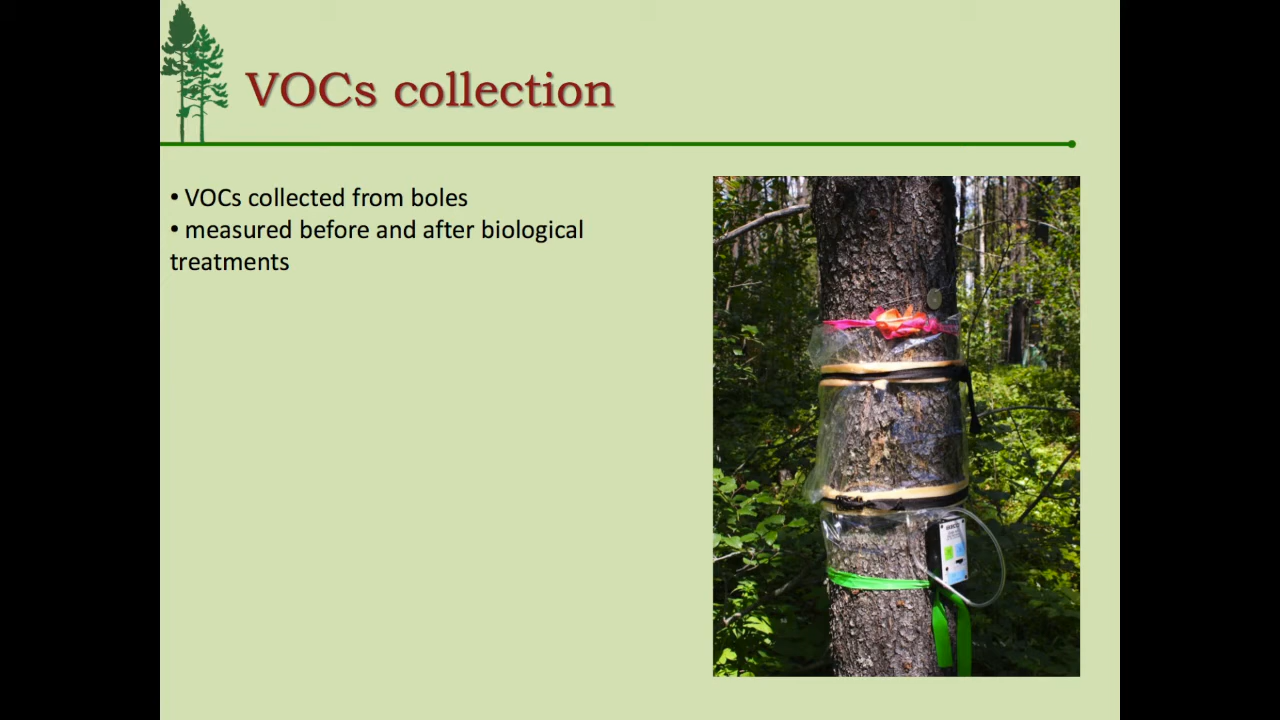 VOCs collection
• VOCs collected from boles
• measured before and after biological
treatments